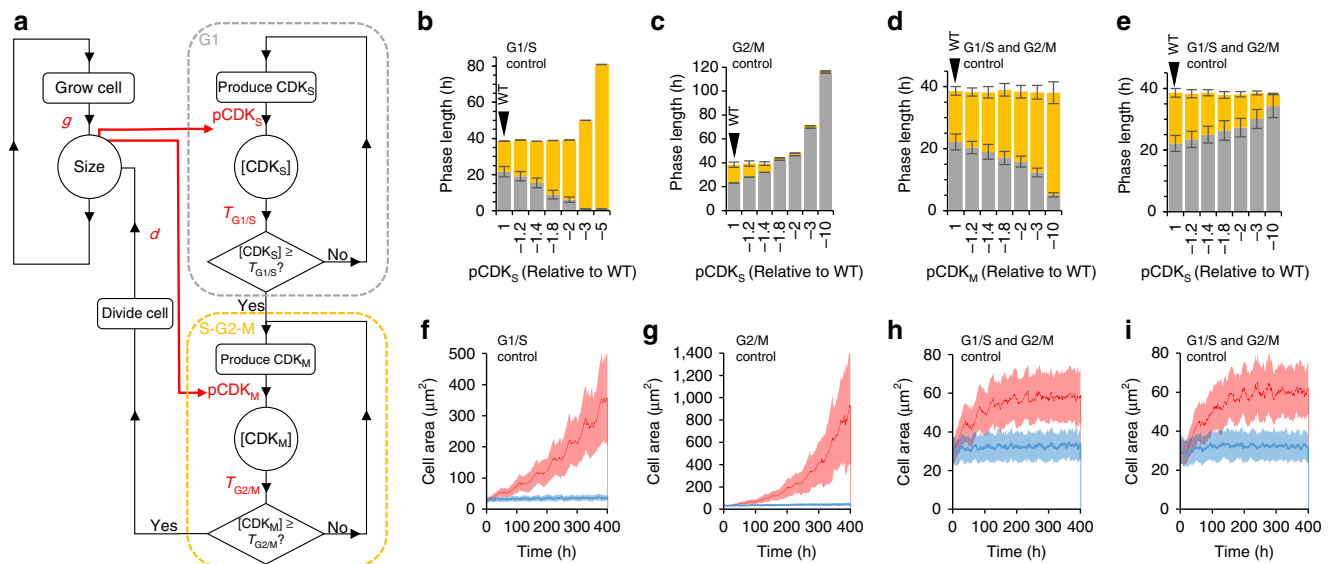 a
G1
Grow cell
g
Size
d
Divide cell
Produce CDKS
pCDKS
[CDKS]
TG1/S
[CDKS] ≥
TG1/S?
No
Yes
S-G2-M
Produce CDKM
pCDKM
[CDKM]
TG2/M
[CDKM] ≥
TG2/M?
No
Yes
b
G1/S
control
Phase length (h)
80
60
40
20
0
WT
1
–1.2
–1.4
–1.8
–2
–3
–5
pCDKS (Relative to WT)
c
G2/M
control
Phase length (h)
120
100
80
60
40
20
0
WT
1
–1.2
–1.4
–1.8
–2
–3
–10
pCDKS (Relative to WT)
d
G1/S and G2/M
control
WT
Phase length (h)
40
20
0
1
–1.2
–1.4
–1.8
–2
–3
–10
pCDKM (Relative to WT)
e
G1/S and G2/M
control
WT
Phase length (h)
40
20
0
1
–1.2
–1.4
–1.8
–2
–3
–10
pCDKS (Relative to WT)
f
G1/S
control
Cell area (μm2)
500
400
300
200
100
0
0 100 200 300 400
Time (h)
g
G2/M
control
Cell area (μm2)
1,400
1,200
1,000
800
600
400
200
0
0 100 200 300 400
Time (h)
h
G1/S and G2/M
control
Cell area (μm2)
80
60
40
20
0
0 100 200 300 400
Time (h)
i
G1/S and G2/M
control
Cell area (μm2)
80
60
40
20
0
0 100 200 300 400
Time (h)